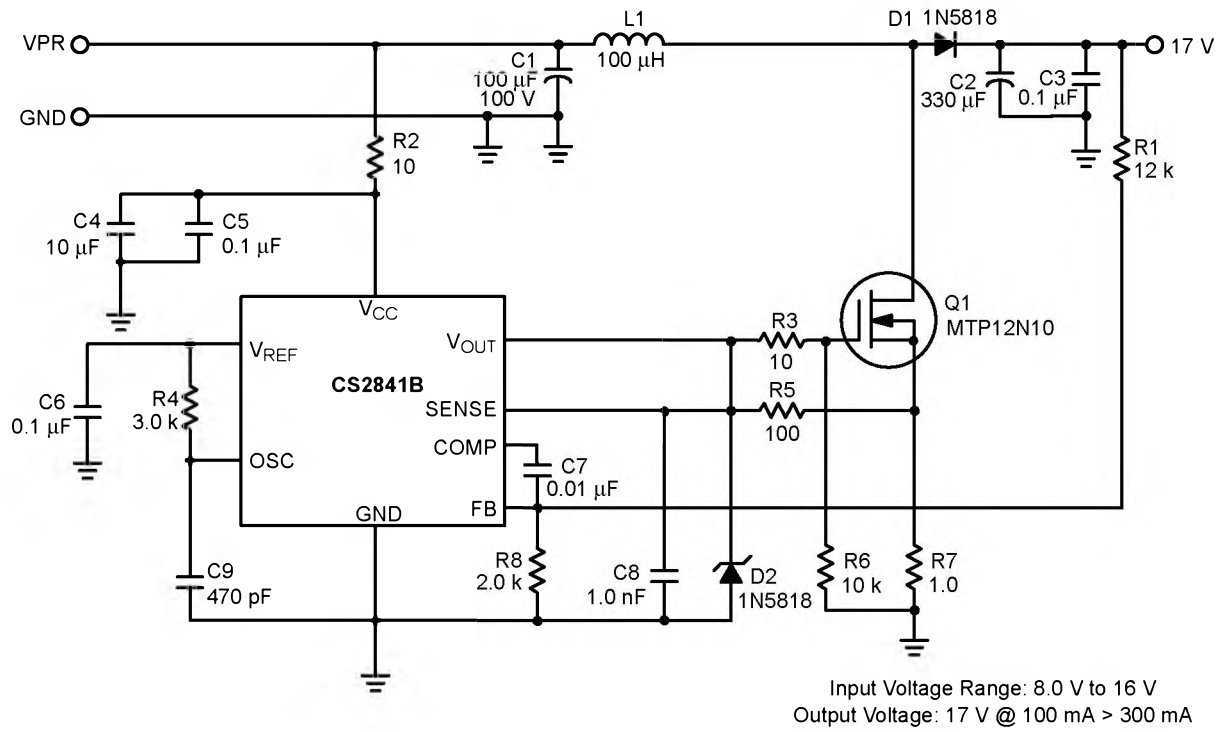 VPR
GND
L1
100 µH
D1 1N5818
17 V
C1
100 µF
100 V
C2
330 µF
C3
0.1 µF
R1
12 k
R2
10
C4
10 µF
C5
0.1 µF
VCC
VREF
VOUT
CS2841B
SENSE
COMP
OSC
GND
FB
C6
0.1 µF
R4
3.0 k
C9
470 pF
C7
0.01 µF
R3
10
R5
100
Q1
MTP12N10
R8
2.0 k
C8
1.0 nF
D2
1N5818
R6
10 k
R7
1.0
Input Voltage Range: 8.0 V to 16 V
Output Voltage: 17 V @ 100 mA > 300 mA